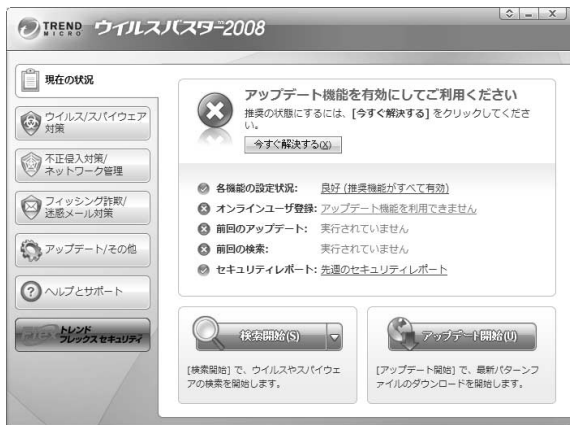 TREND MICRO ウイルスバスター™2008
現在の状況
ウイルス/スパイウェア
対策
不正侵入対策/
ネットワーク管理
フィッシング詐欺/
迷惑メール対策
アップデート/その他
ヘルプとサポート
Flex トレンド
フレックス セキュリティ
アップデート機能を有効にしてご利用ください
推奨の状態にするには、[今すぐ解決する] をクリックしてくださ
い。
今すぐ解決する(X)
各機能の設定状況: 良好 (推奨機能がすべて有効)
オンラインユーザ登録: アップデート機能を利用できません
前回のアップデート: 実行されていません
前回の検索: 実行されていません
セキュリティレポート: 先週のセキュリティレポート
検索開始(S)
[検索開始] で、ウイルスやスパイウェ
アの検索を開始します。
アップデート開始(U)
[アップデート開始] で、最新パターンフ
ァイルのダウンロードを開始します。